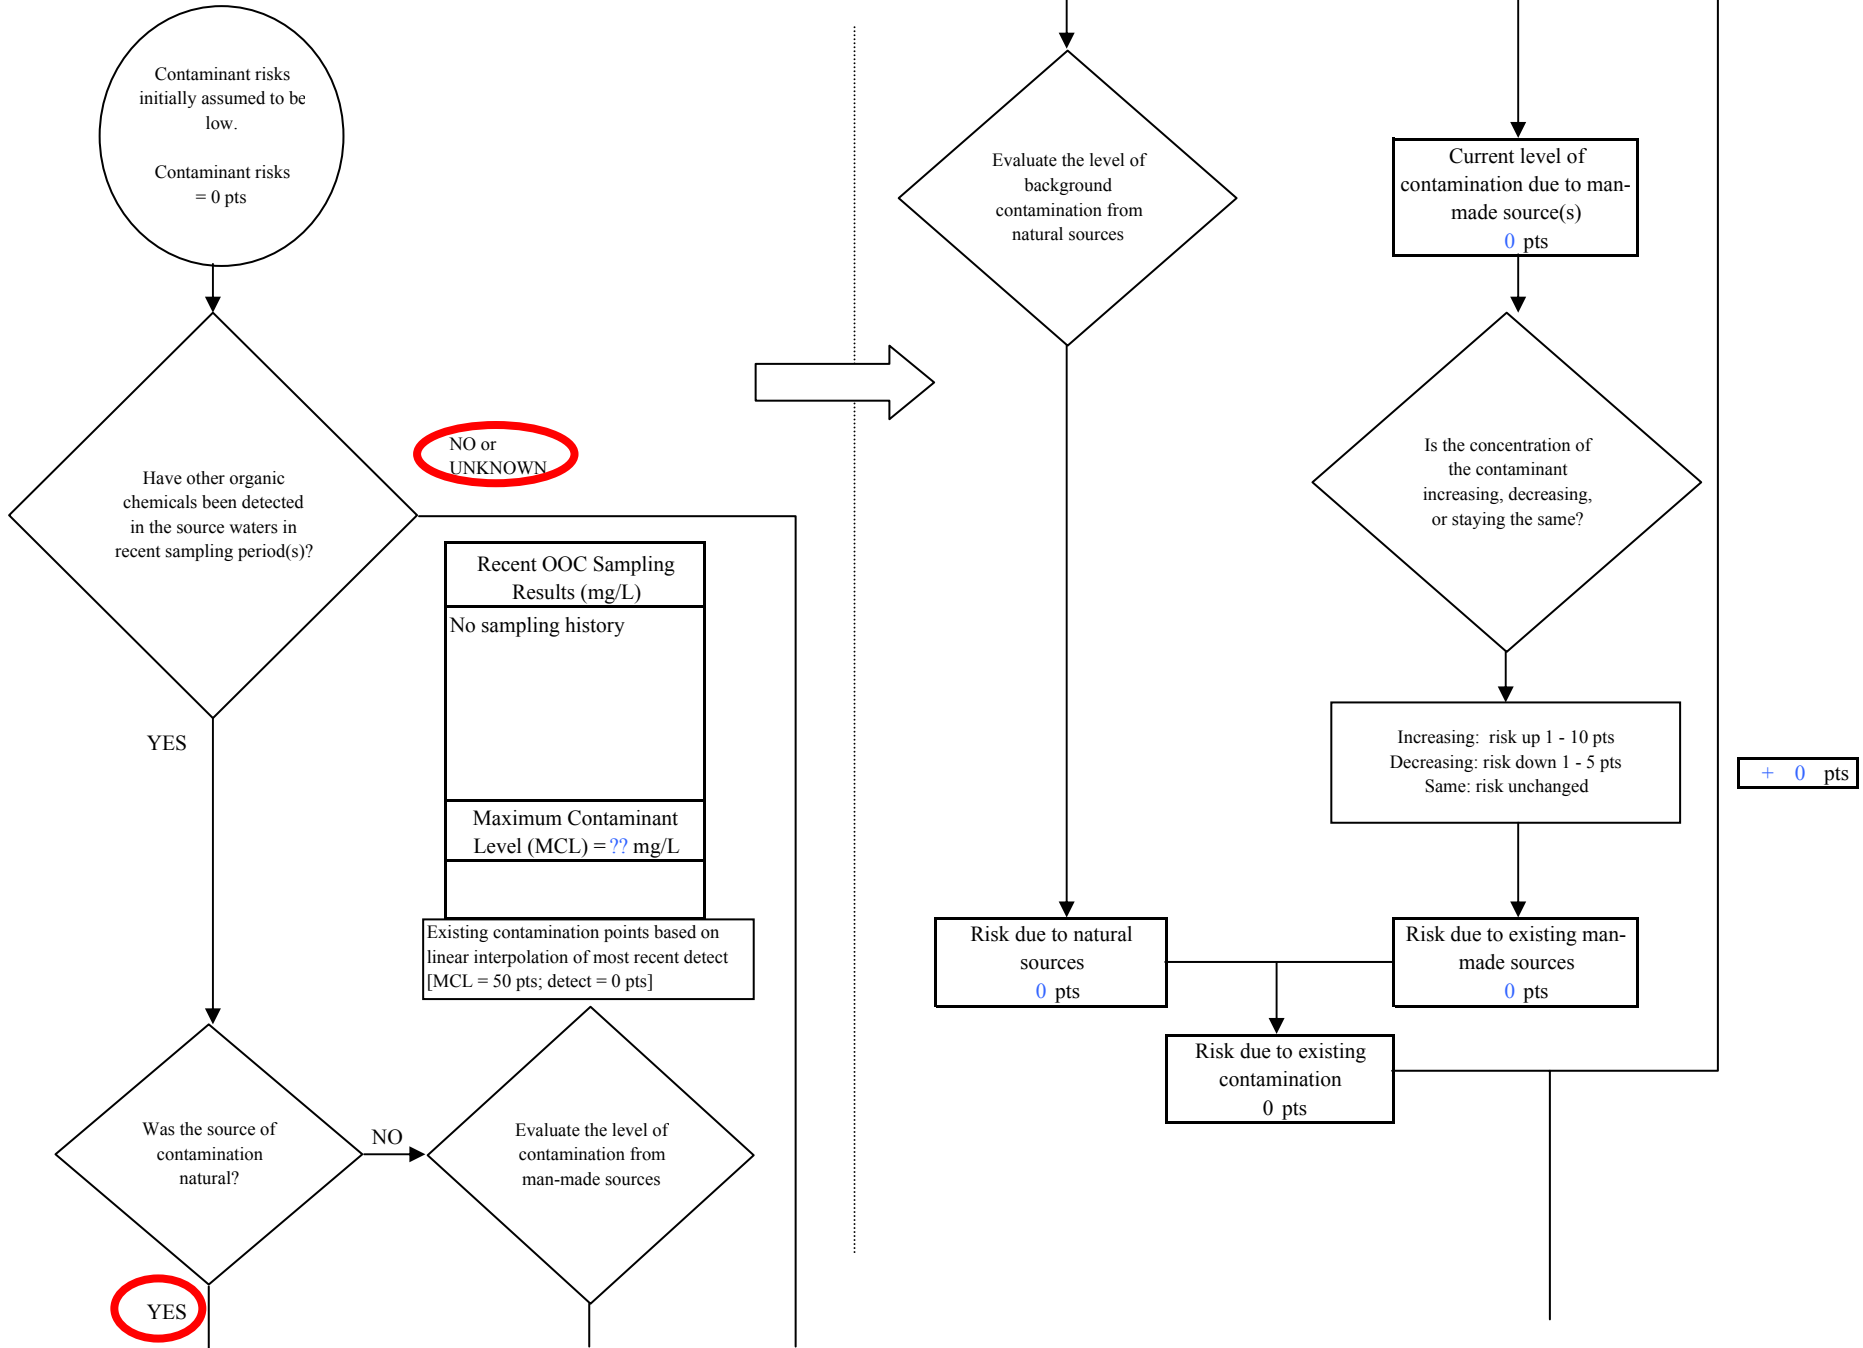 Contaminant risks
initially assumed to be
low.
Contaminant risks
= 0 pts
Have other organic
chemicals been detected
in the source waters in
recent sampling period(s)?
NO or
UNKNOWN
YES
Recent OOC Sampling
Results (mg/L)
No sampling history
Maximum Contaminant
Level (MCL) = ?? mg/L
Existing contamination points based on
linear interpolation of most recent detect
[MCL = 50 pts; detect = 0 pts]
Was the source of
contamination
natural?
NO
Evaluate the level of
contamination from
man-made sources
YES
Evaluate the level of
background
contamination from
natural sources
Current level of
contamination due to man-
made source(s)
0 pts
Is the concentration of
the contaminant
increasing, decreasing,
or staying the same?
Increasing: risk up 1 - 10 pts
Decreasing: risk down 1 - 5 pts
Same: risk unchanged
+ 0 pts
Risk due to natural
sources
0 pts
Risk due to existing man-
made sources
0 pts
Risk due to existing
contamination
0 pts